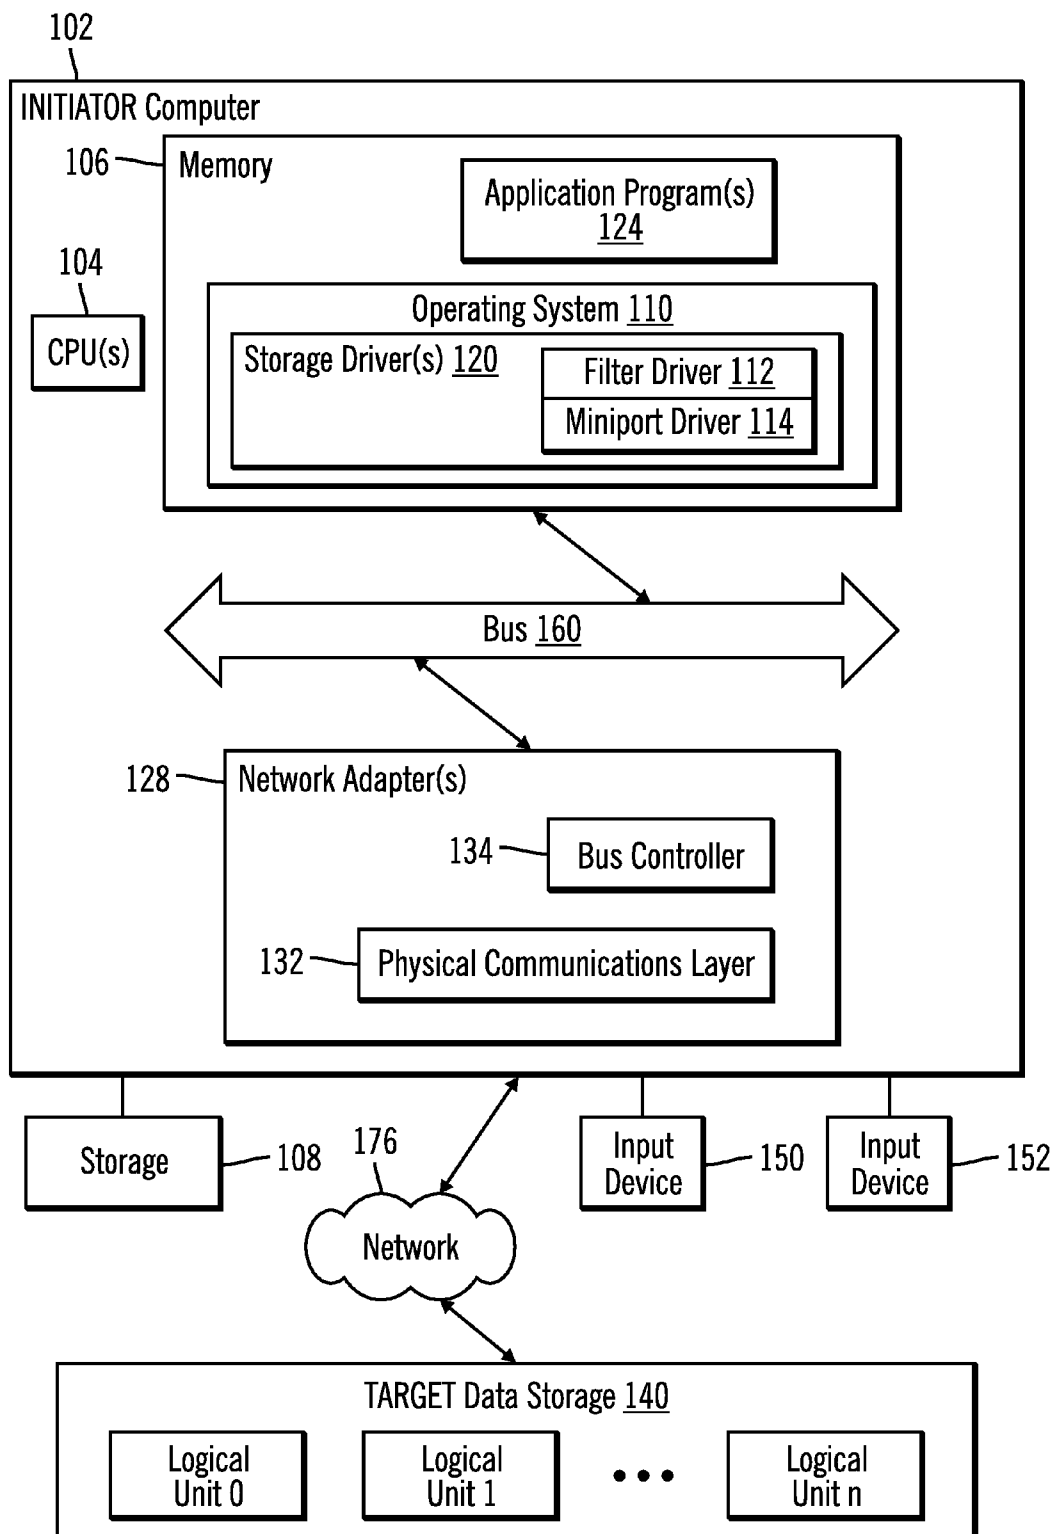 102
INITIATOR Computer
106
Memory
Application Program(s)
124
104
CPU(s)
Operating System 110
Storage Driver(s) 120
Filter Driver 112
Miniport Driver 114
Bus 160
128
Network Adapter(s)
134
Bus Controller
132
Physical Communications Layer
Storage
108
176
Network
Input
Device
150
Input
Device
152
TARGET Data Storage 140
Logical
Unit 0
Logical
Unit 1
Logical
Unit n